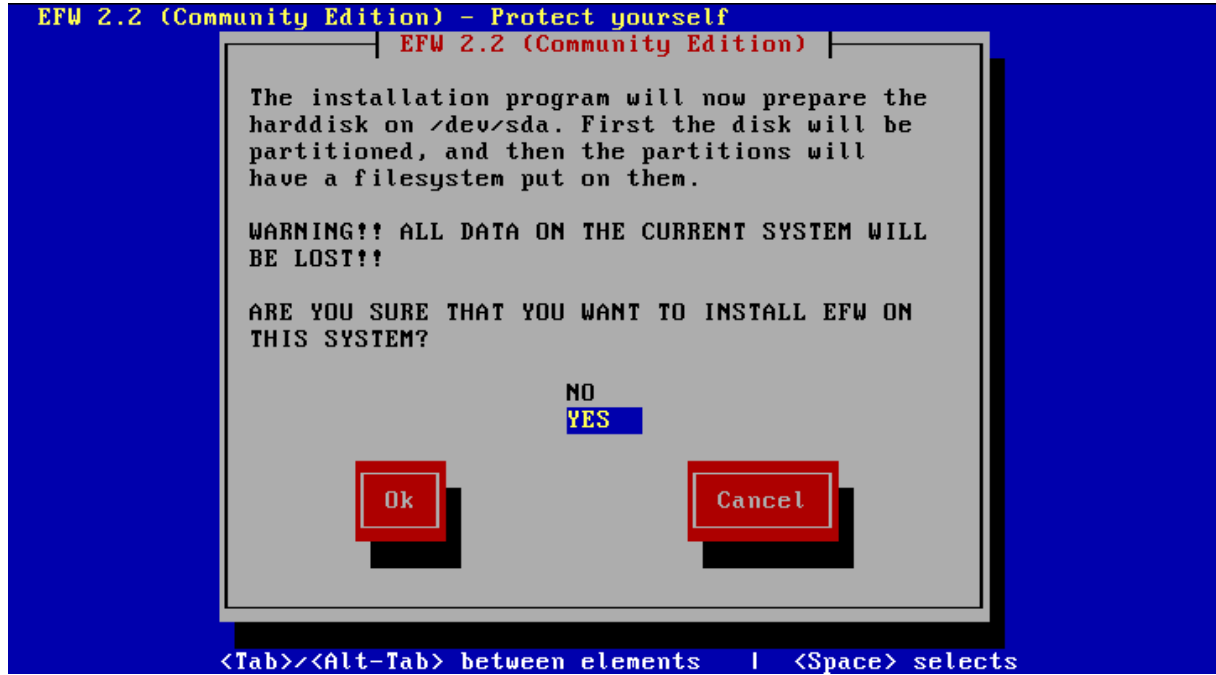 EFW 2.2 (Community Edition) - Protect yourself
EFW 2.2 (Community Edition)
The installation program will now prepare the
harddisk on /dev/sda. First the disk will be
partitioned, and then the partitions will
have a filesystem put on them.
WARNING!! ALL DATA ON THE CURRENT SYSTEM WILL
BE LOST!!
ARE YOU SURE THAT YOU WANT TO INSTALL EFW ON
THIS SYSTEM?
NO
YES
Ok Cancel
<Tab>/<Alt-Tab> between elements | <Space> selects